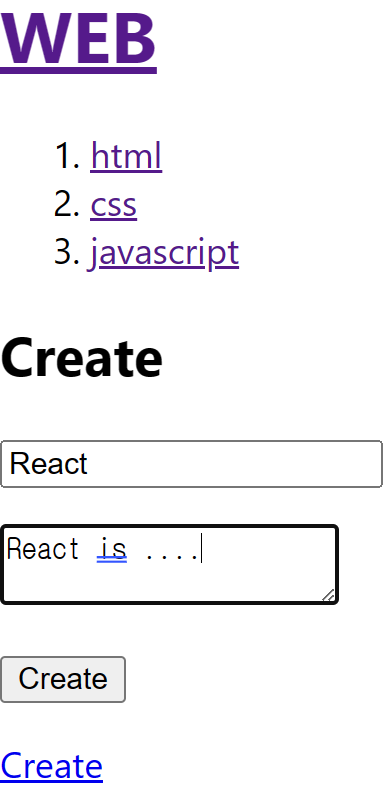 WEB
1. html
2. css
3. javascript
Create
React
React is ....
Create
Create